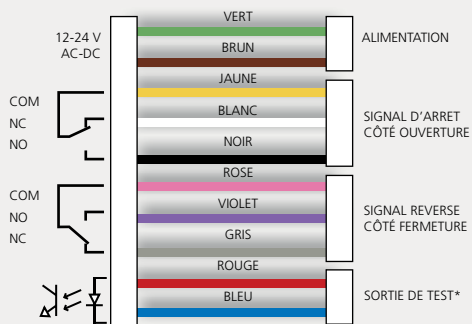 VERT
12-24 V
AC-DC
ALIMENTATION
BRUN
JAUNE
COM
NC
NO
BLANC
SIGNAL D'ARRET
CÔTÉ OUVERTURE
NOIR
ROSE
COM
NO
NC
VIOLET
SIGNAL REVERSE
CÔTÉ FERMETURE
GRIS
ROUGE
SORTIE DE TEST*
BLEU